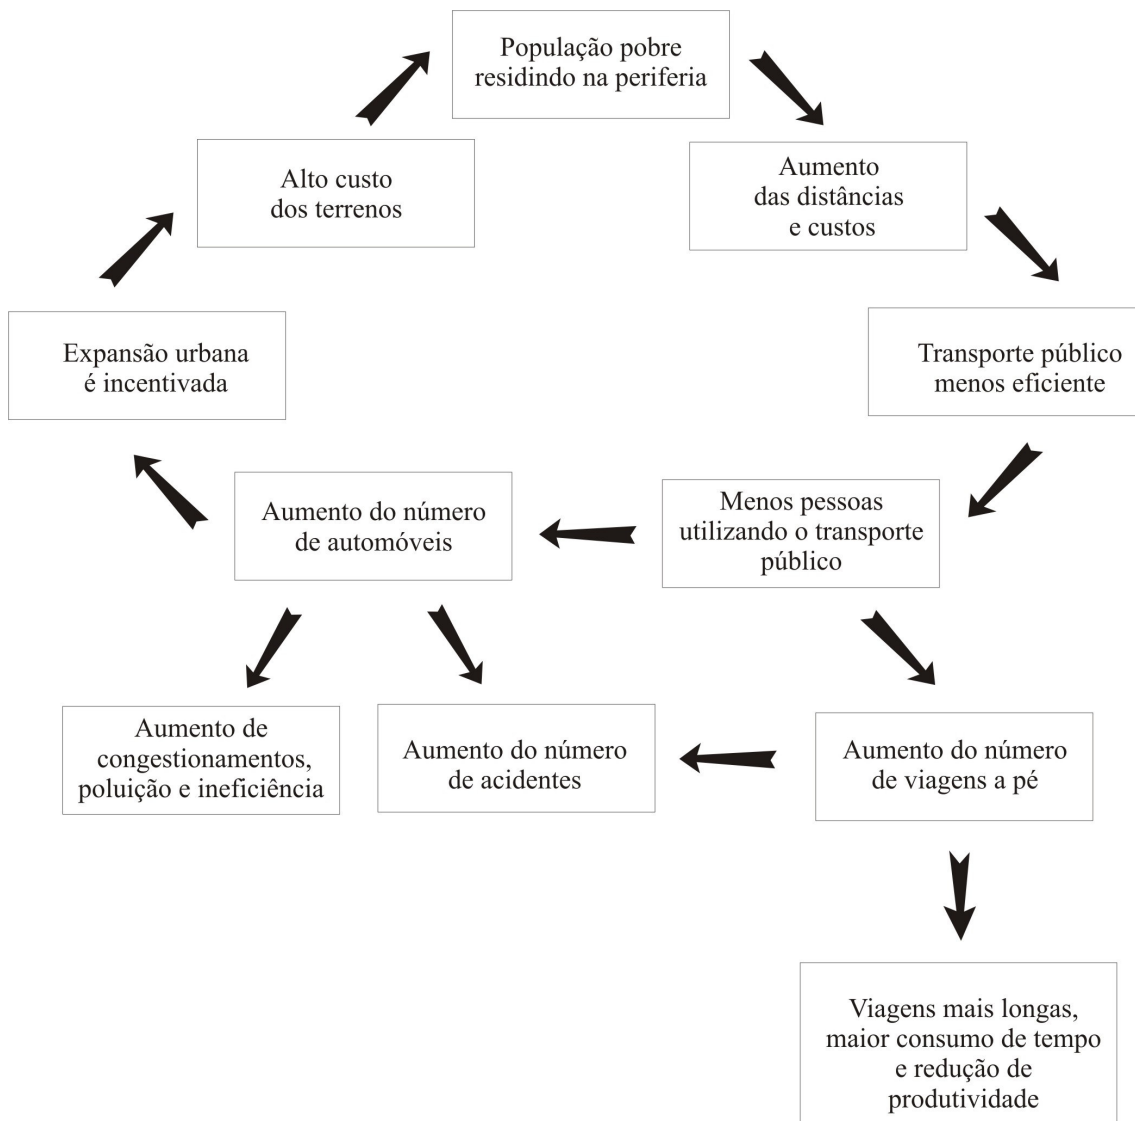 População pobre
residindo na periferia
Alto custo
dos terrenos
Aumento
das distâncias
e custos
Expansão urbana
é incentivada
Transporte público
menos eficiente
Aumento do número
de automóveis
Menos pessoas
utilizando o transporte
público
Aumento de
congestionamentos,
poluição e ineficiência
Aumento do número
de acidentes
Aumento do número
de viagens a pé
Viagens mais longas,
maior consumo de tempo
e redução de
produtividade